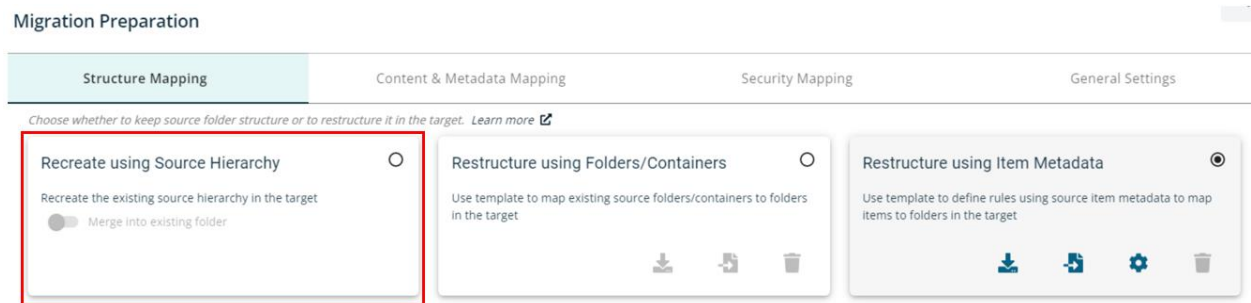 Migration Preparation
Structure Mapping
Content & Metadata Mapping
Security Mapping
General Settings
Choose whether to keep source folder structure or to restructure it in the target. Learn more
Recreate using Source Hierarchy
Recreate the existing source hierarchy in the target
Merge into existing folder
Restructure using Folders/Containers
Use template to map existing source folders/containers to folders
in the target
Restructure using Item Metadata
Use template to define rules using source item metadata to map
items to folders in the target